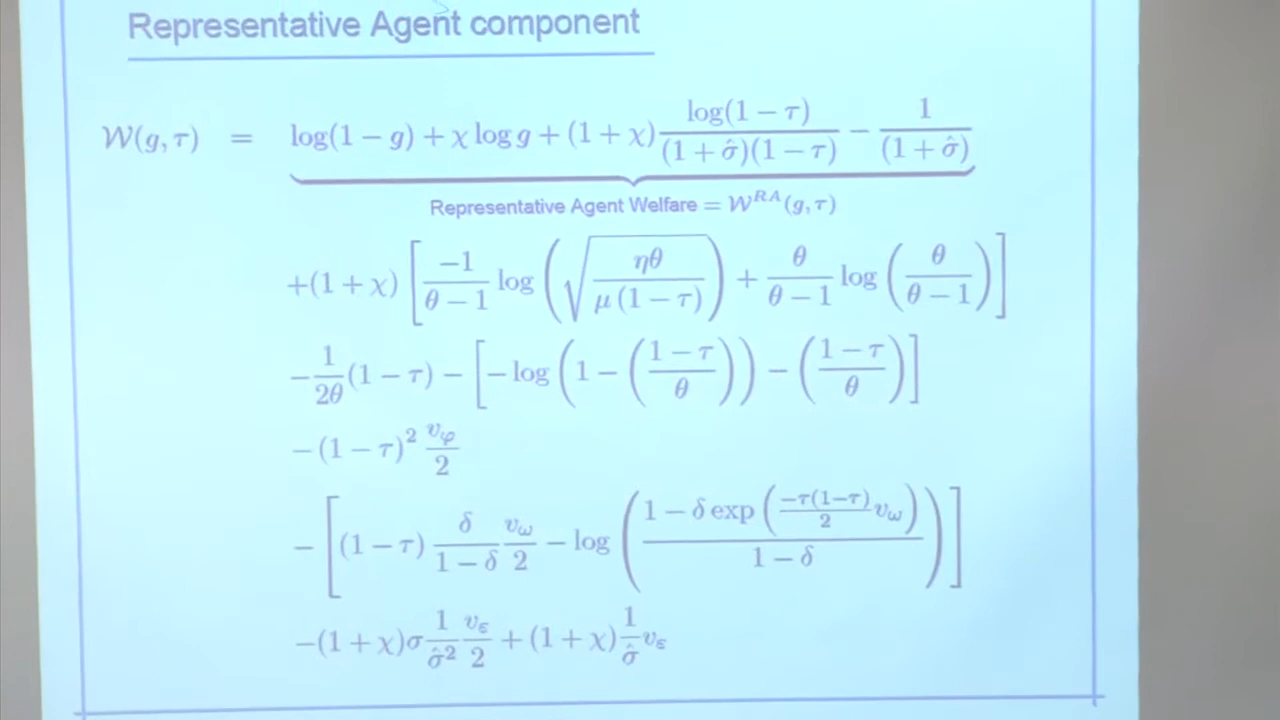 Representative Agent component
𝒲(g, τ) = log(1 − g) + χ log g + (1 + χ) log(1 − τ) / ((1 + σ̂)(1 − τ)) − 1 / (1 + σ̂)
Representative Agent Welfare = 𝒲^{RA}(g, τ)
+(1 + χ) [ −1/(θ − 1) log ( √( ηθ / (μ (1 − τ)) ) ) + θ/(θ − 1) log ( θ/(θ − 1) ) ]
− 1/(2θ) (1 − τ) − [ − log ( 1 − ( (1 − τ)/θ ) ) − ( (1 − τ)/θ ) ]
− (1 − τ)² v_φ/2
− [ (1 − τ) δ/(1 − δ) v_ω/2 − log ( (1 − δ exp ( −τ(1−τ)/2 v_ω )) / (1 − δ) ) ]
−(1 + χ)σ 1/σ̂² v_ε/2 + (1 + χ) 1/σ̂ v_ε